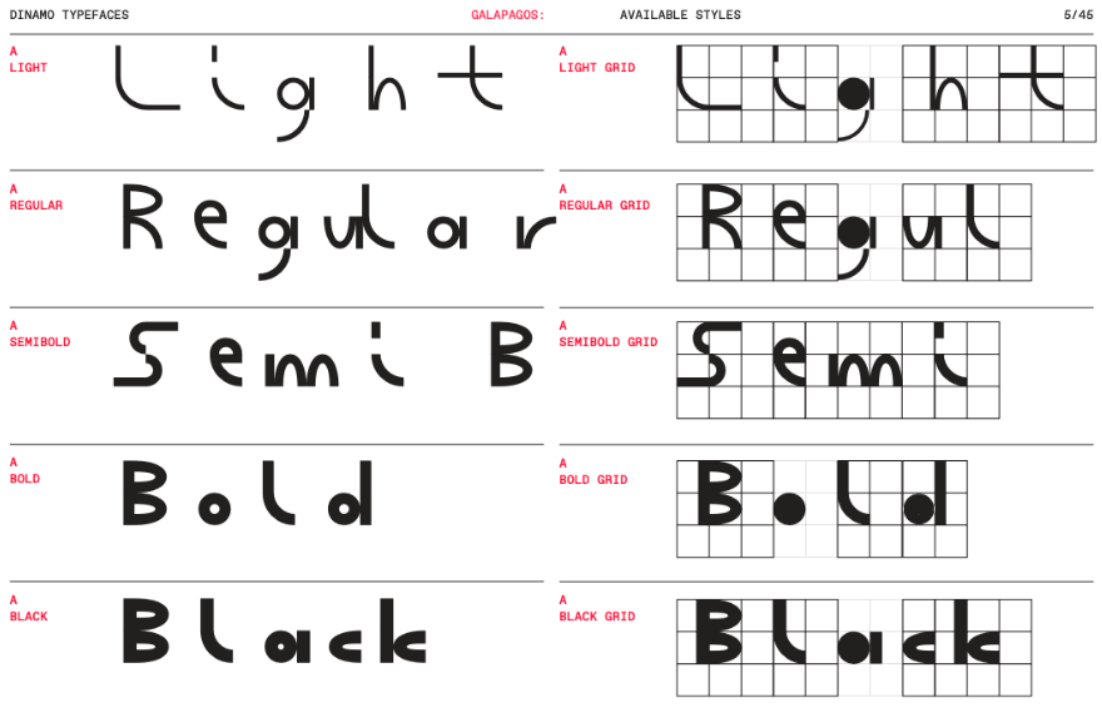 DINAMO TYPEFACES GALAPAGOS: AVAILABLE STYLES 5/45
A
LIGHT
Light
A
LIGHT GRID
Light
A
REGULAR
Regular
A
REGULAR GRID
Regul
A
SEMIBOLD
Semi B
A
SEMIBOLD GRID
Semi
A
BOLD
Bold
A
BOLD GRID
Bold
A
BLACK
Black
A
BLACK GRID
Black